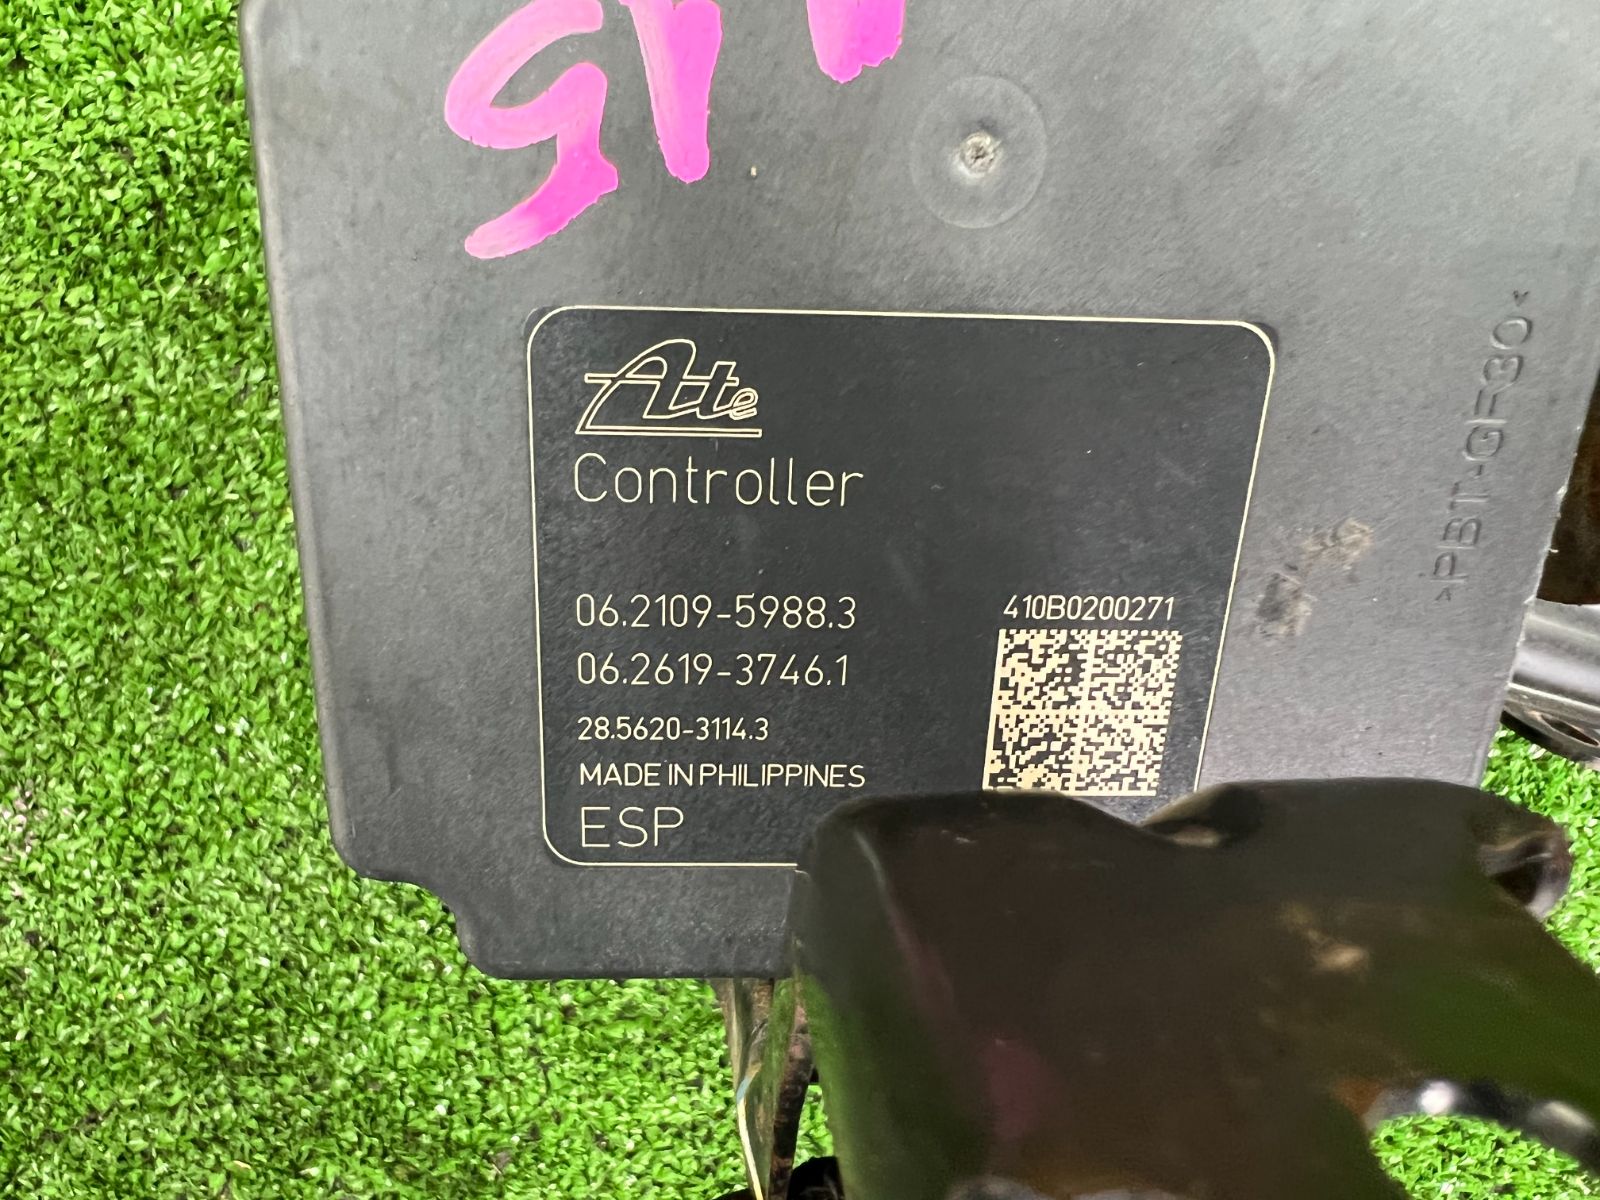 Ate
Controller
06.2109-5988.3
410B0200271
06.2619-3746.1
28.5620-3114.3
MADE IN PHILIPPINES
ESP
>PBT-GF30<